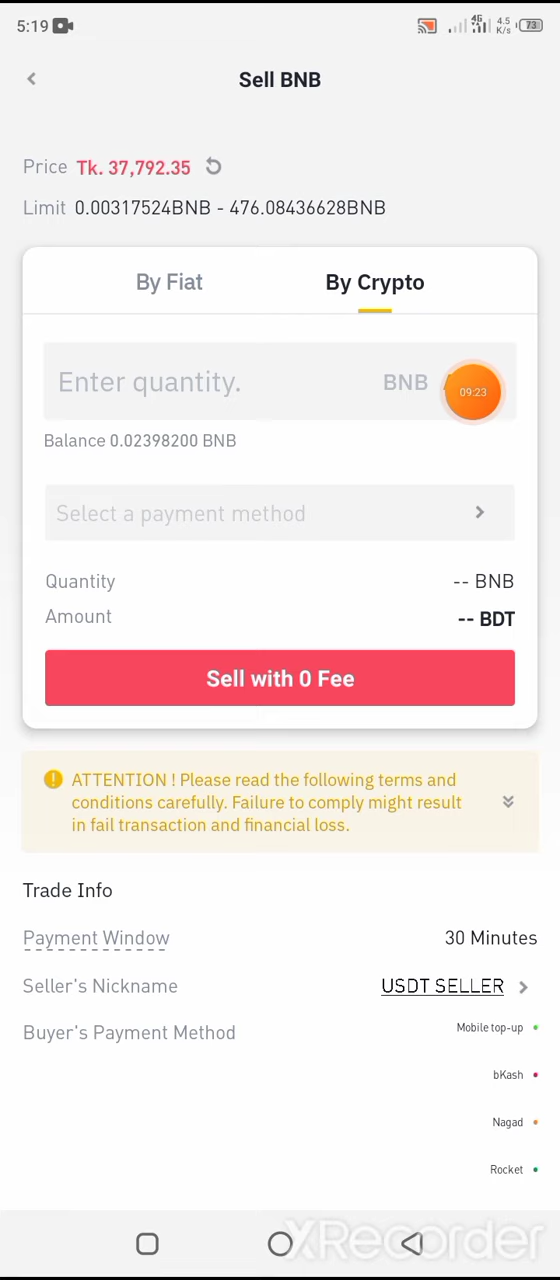 5:19
4G
4.5
K/s
73
Sell BNB
Price Tk. 37,792.35
Limit 0.00317524BNB - 476.08436628BNB
By Fiat By Crypto
Enter quantity. BNB
09:23
Balance 0.02398200 BNB
Select a payment method
Quantity -- BNB
Amount -- BDT
Sell with 0 Fee
ATTENTION ! Please read the following terms and
conditions carefully. Failure to comply might result
in fail transaction and financial loss.
Trade Info
Payment Window 30 Minutes
Seller's Nickname USDT SELLER
Buyer's Payment Method Mobile top-up
bKash
Nagad
Rocket
XRecorder